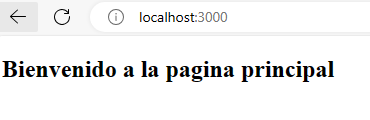 localhost:3000
Bienvenido a la pagina principal